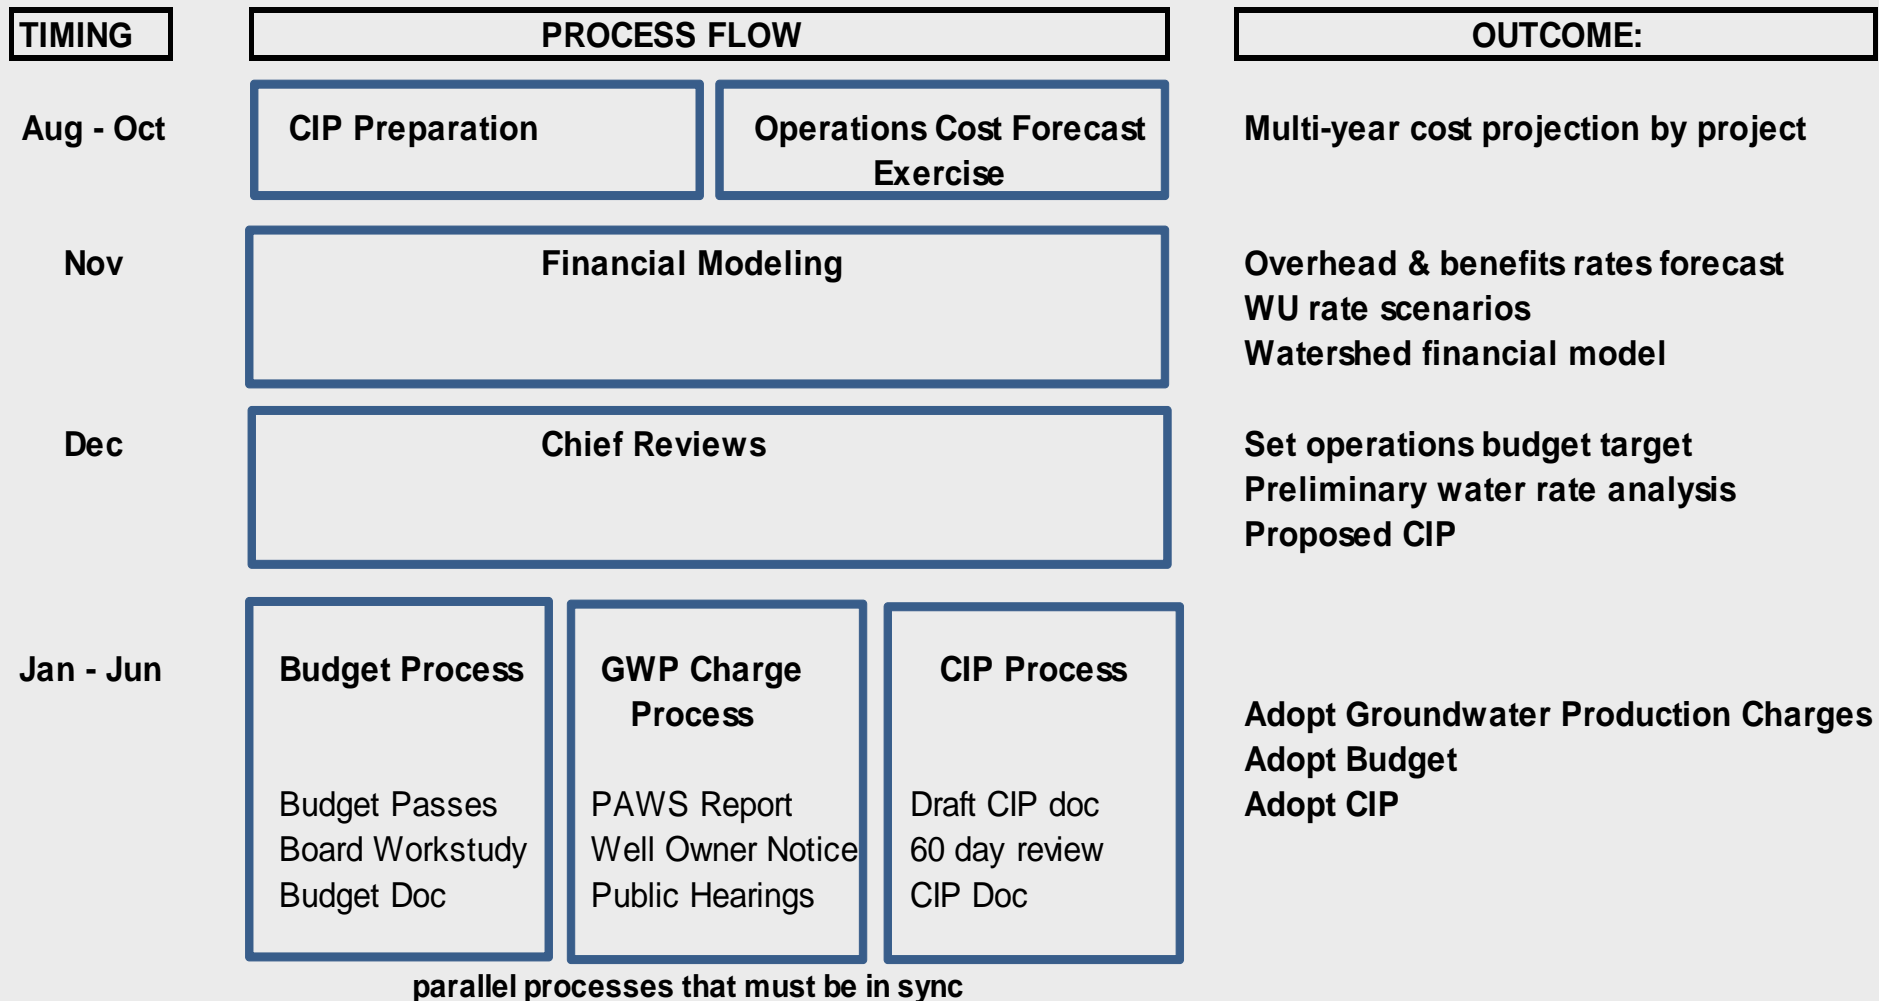 TIMING
PROCESS FLOW
OUTCOME:
Aug - Oct
CIP Preparation
Operations Cost Forecast
Exercise
Multi-year cost projection by project
Nov
Financial Modeling
Overhead & benefits rates forecast
WU rate scenarios
Watershed financial model
Dec
Chief Reviews
Set operations budget target
Preliminary water rate analysis
Proposed CIP
Jan - Jun
Budget Process
Budget Passes
Board Workstudy
Budget Doc
GWP Charge
Process
PAWS Report
Well Owner Notice
Public Hearings
CIP Process
Draft CIP doc
60 day review
CIP Doc
Adopt Groundwater Production Charges
Adopt Budget
Adopt CIP
parallel processes that must be in sync